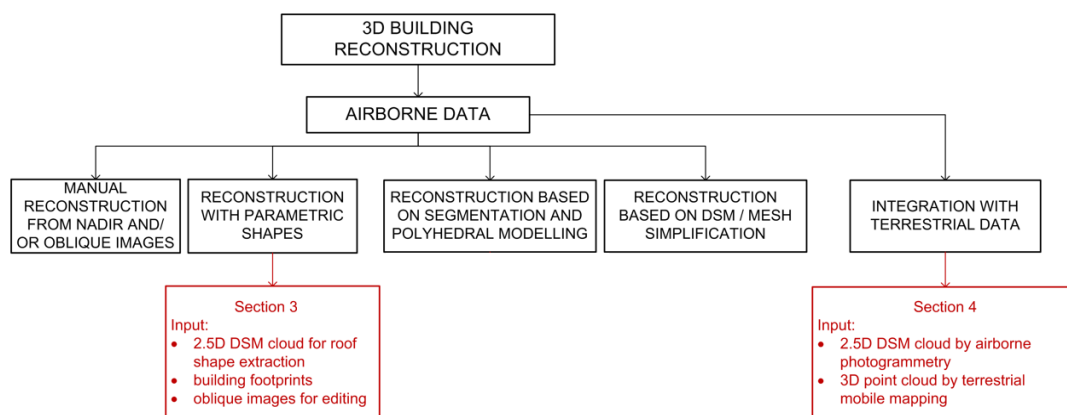 3D BUILDING
RECONSTRUCTION
AIRBORNE DATA
MANUAL
RECONSTRUCTION
FROM NADIR AND/
OR OBLIQUE IMAGES
RECONSTRUCTION
WITH PARAMETRIC
SHAPES
RECONSTRUCTION BASED
ON SEGMENTATION AND
POLYHEDRAL MODELLING
RECONSTRUCTION
BASED ON DSM / MESH
SIMPLIFICATION
INTEGRATION WITH
TERRESTRIAL DATA
Section 3
Input:
• 2.5D DSM cloud for roof
shape extraction
• building footprints
• oblique images for editing
Section 4
Input:
• 2.5D DSM cloud by airborne
photogrammetry
• 3D point cloud by terrestrial
mobile mapping